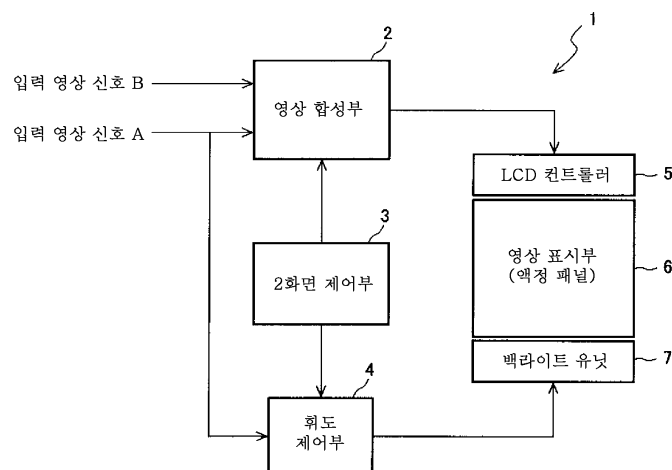 1
2
입력 영상 신호 B
영상 합성부
입력 영상 신호 A
LCD 컨트롤러
5
3
2화면 제어부
영상 표시부
(액정 패널)
6
백라이트 유닛
7
4
휘도
제어부